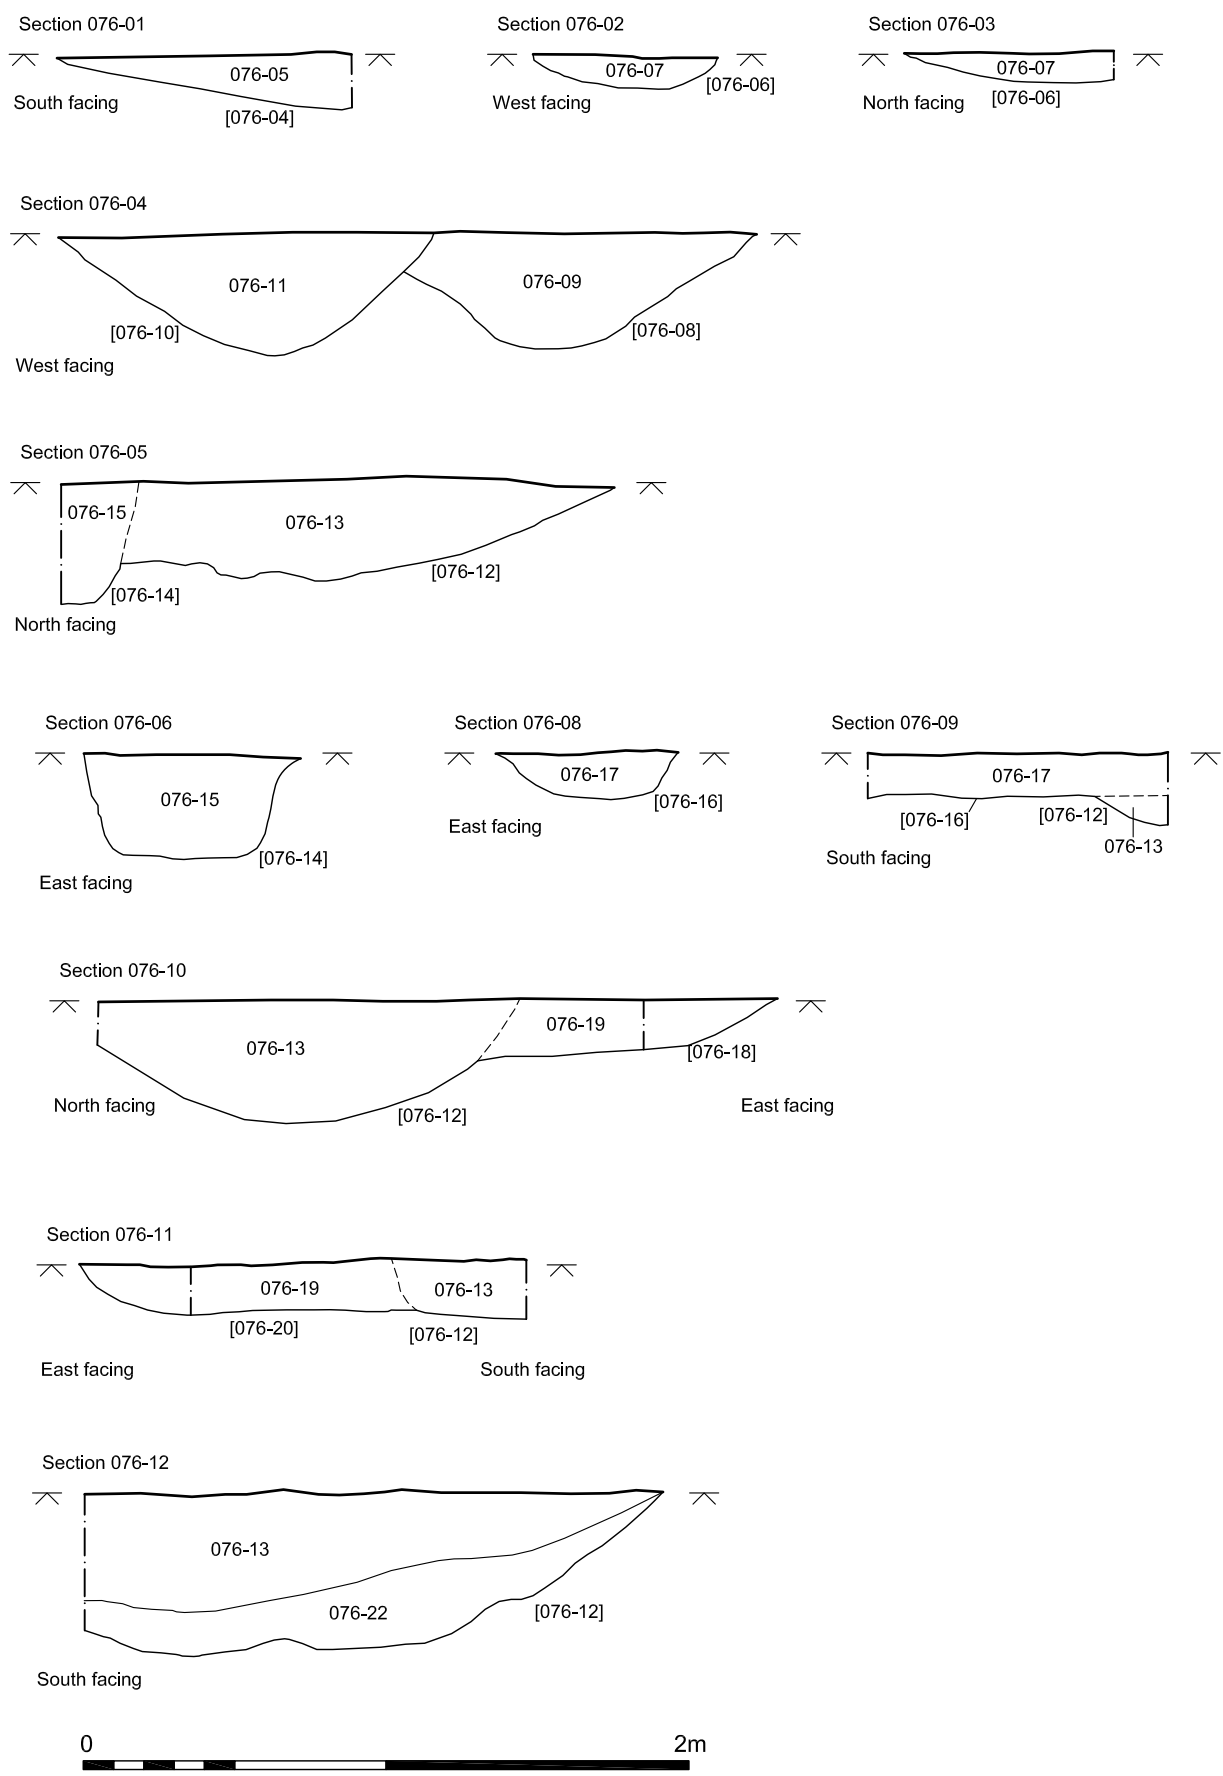 Section 076-01
076-05
South facing
[076-04]
Section 076-02
076-07
West facing
[076-06]
Section 076-03
076-07
North facing
[076-06]
Section 076-04
076-11
076-09
[076-10]
[076-08]
West facing
Section 076-05
076-15
076-13
[076-12]
[076-14]
North facing
Section 076-06
076-15
[076-14]
East facing
Section 076-08
076-17
[076-16]
East facing
Section 076-09
076-17
[076-16]
[076-12]
076-13
South facing
Section 076-10
076-13
076-19
[076-18]
North facing
[076-12]
East facing
Section 076-11
076-19
076-13
[076-20]
[076-12]
East facing
South facing
Section 076-12
076-13
076-22
[076-12]
South facing
0
2m